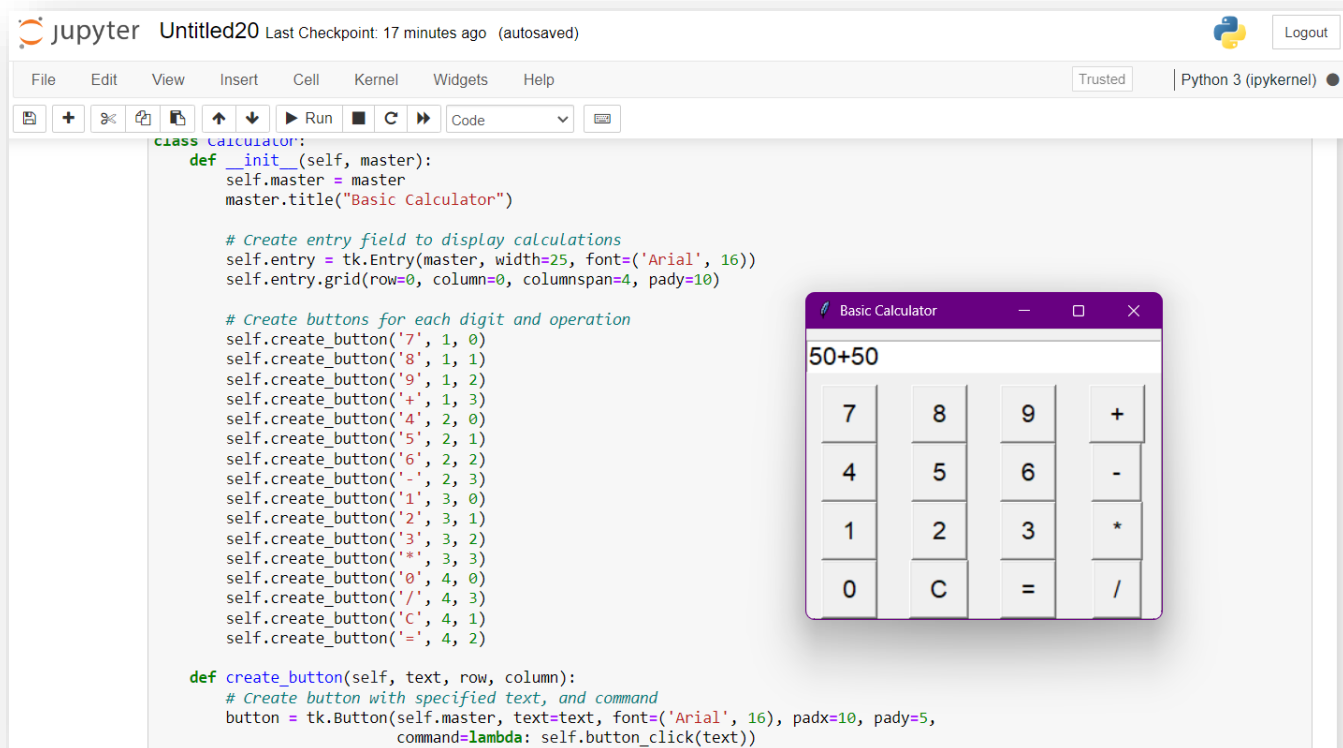 jupyter Untitled20 Last Checkpoint: 17 minutes ago (autosaved)
Logout
File Edit View Insert Cell Kernel Widgets Help
Trusted
Python 3 (ipykernel)
Run
Code
class Calculator:
    def __init__(self, master):
        self.master = master
        master.title("Basic Calculator")
        # Create entry field to display calculations
        self.entry = tk.Entry(master, width=25, font=('Arial', 16))
        self.entry.grid(row=0, column=0, columnspan=4, pady=10)
        # Create buttons for each digit and operation
        self.create_button('7', 1, 0)
        self.create_button('8', 1, 1)
        self.create_button('9', 1, 2)
        self.create_button('+', 1, 3)
        self.create_button('4', 2, 0)
        self.create_button('5', 2, 1)
        self.create_button('6', 2, 2)
        self.create_button('-', 2, 3)
        self.create_button('1', 3, 0)
        self.create_button('2', 3, 1)
        self.create_button('3', 3, 2)
        self.create_button('*', 3, 3)
        self.create_button('0', 4, 0)
        self.create_button('/', 4, 3)
        self.create_button('C', 4, 1)
        self.create_button('=', 4, 2)
    def create_button(self, text, row, column):
        # Create button with specified text, and command
        button = tk.Button(self.master, text=text, font=('Arial', 16), padx=10, pady=5,
                           command=lambda: self.button_click(text))
Basic Calculator
50+50
7 8 9 +
4 5 6 -
1 2 3 *
0 C = /